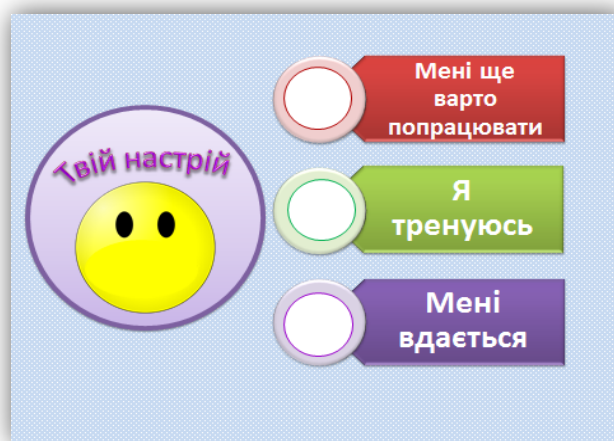 Твій настрій
Мені ще
варто
попрацювати
Я
тренуюсь
Мені
вдається